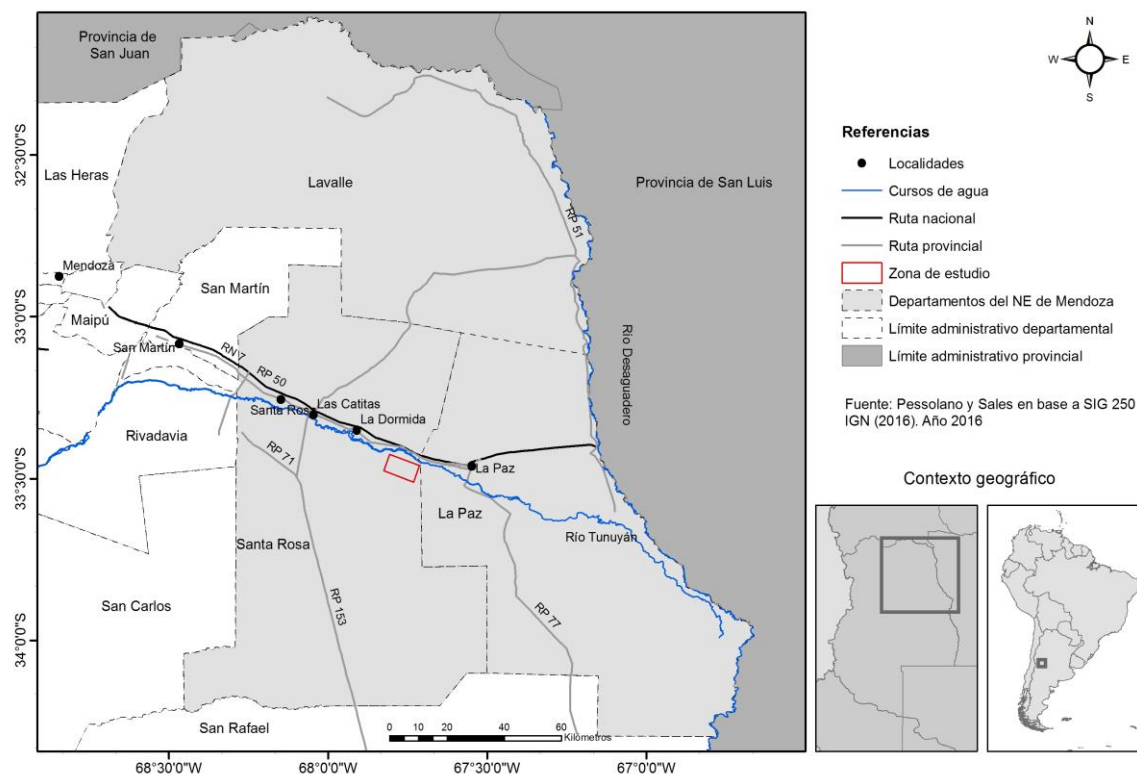 Provincia de
San Juan
Las Heras
Lavalle
Provincia de San Luis
RP 51
Mendoza
San Martín
Maipú
San Martín
RN 7
RP 50
Santa Rosa
Las Catitas
La Dormida
La Paz
Río Desaguadero
Rivadavia
RP 71
La Paz
Río Tunuyán
Santa Rosa
San Carlos
RP 153
RP 77
San Rafael
0 10 20 40 60
Kilómetros
32°30'0"S
33°0'0"S
33°30'0"S
34°0'0"S
68°30'0"W
68°0'0"W
67°30'0"W
67°0'0"W
N
W
E
S
Referencias
Localidades
Cursos de agua
Ruta nacional
Ruta provincial
Zona de estudio
Departamentos del NE de Mendoza
Límite administrativo departamental
Límite administrativo provincial
Fuente: Pessolano y Sales en base a SIG 250
IGN (2016). Año 2016
Contexto geográfico